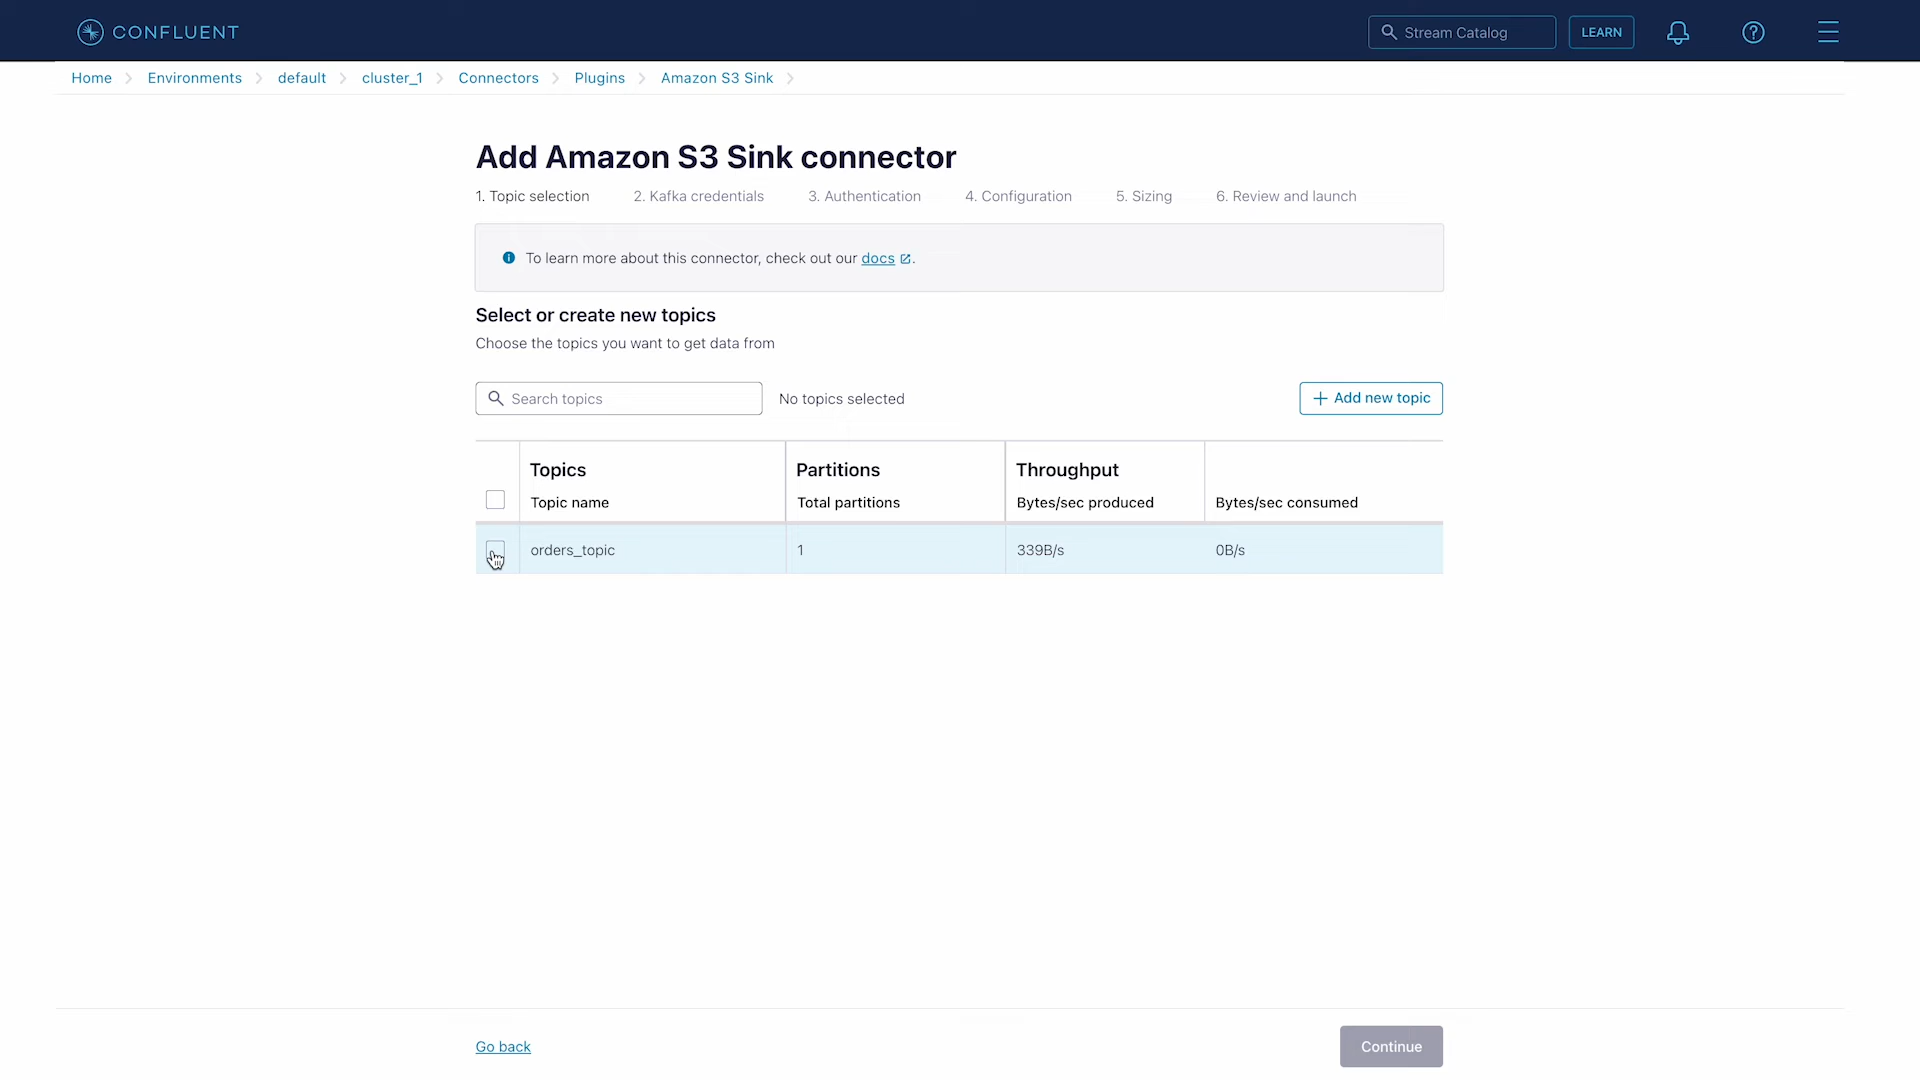 CONFLUENT
Stream Catalog
LEARN
Home
Environments
default
cluster_1
Connectors
Plugins
Amazon S3 Sink
Add Amazon S3 Sink connector
1. Topic selection
2. Kafka credentials
3. Authentication
4. Configuration
5. Sizing
6. Review and launch
To learn more about this connector, check out our docs.
Select or create new topics
Choose the topics you want to get data from
Search topics
No topics selected
Add new topic
Topics
Partitions
Throughput
Topic name
Total partitions
Bytes/sec produced
Bytes/sec consumed
orders_topic
1
339B/s
0B/s
Go back
Continue